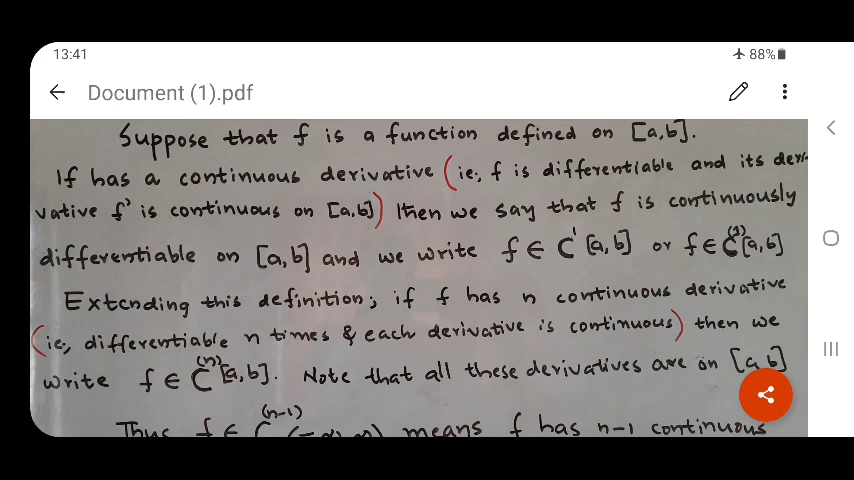 13:41
88%
Document (1).pdf
Suppose that f is a function defined on [a,b].
If has a continuous derivative (ie., f is differentiable and its deri-
vative f' is continuous on [a,b]) then we say that f is continuously
differentiable on [a,b] and we write f ∈ C¹[a,b] or f ∈ C⁽¹⁾[a,b]
Extending this definition; if f has n continuous derivative
(ie., differentiable n times & each derivative is continuous) then we
write f ∈ C⁽ⁿ⁾[a,b]. Note that all these derivatives are on [a,b]
Thus f ∈ C⁽ⁿ⁻¹⁾ means f has n-1 continuous